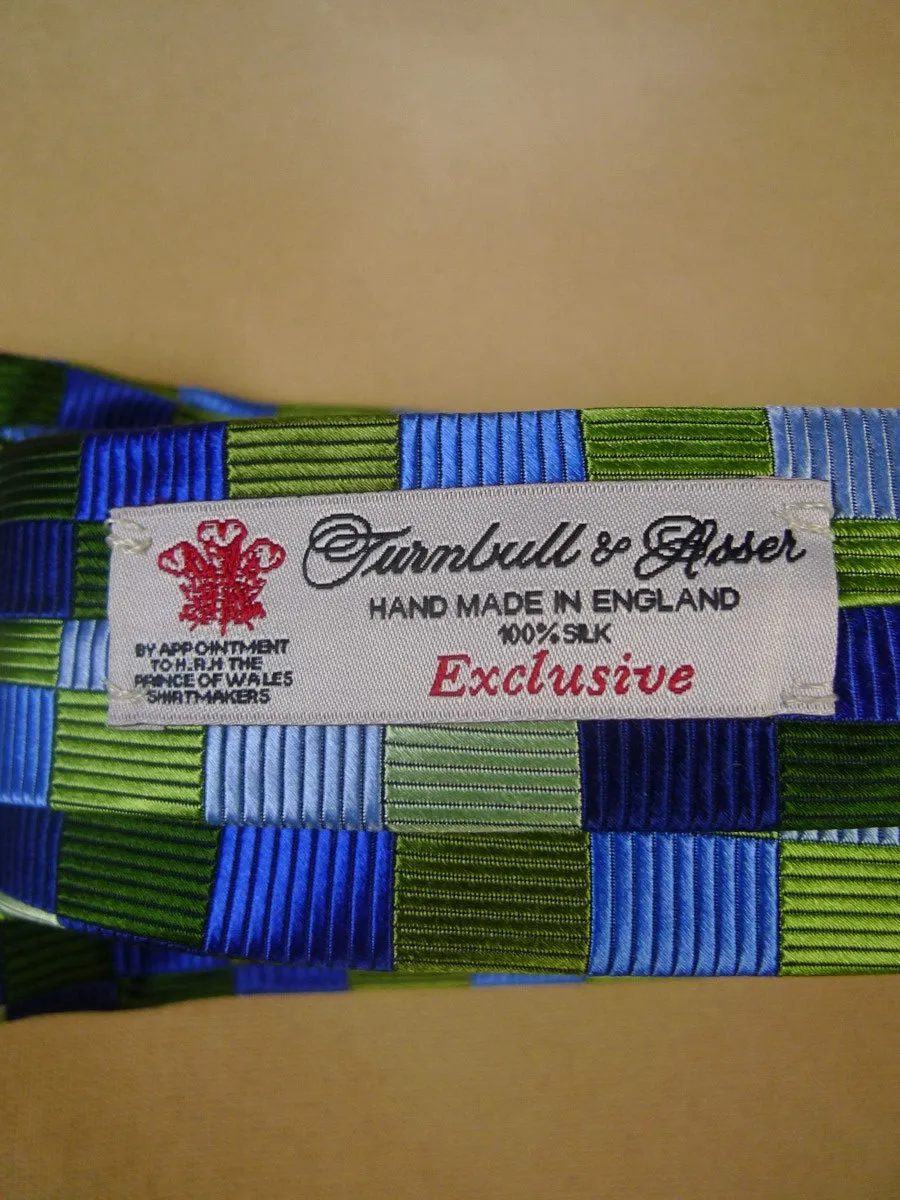 Turnbull & Asser
HAND MADE IN ENGLAND
100% SILK
Exclusive
BY APPOINTMENT
TO H.R.H THE
PRINCE OF WALES
SHIRTMAKERS